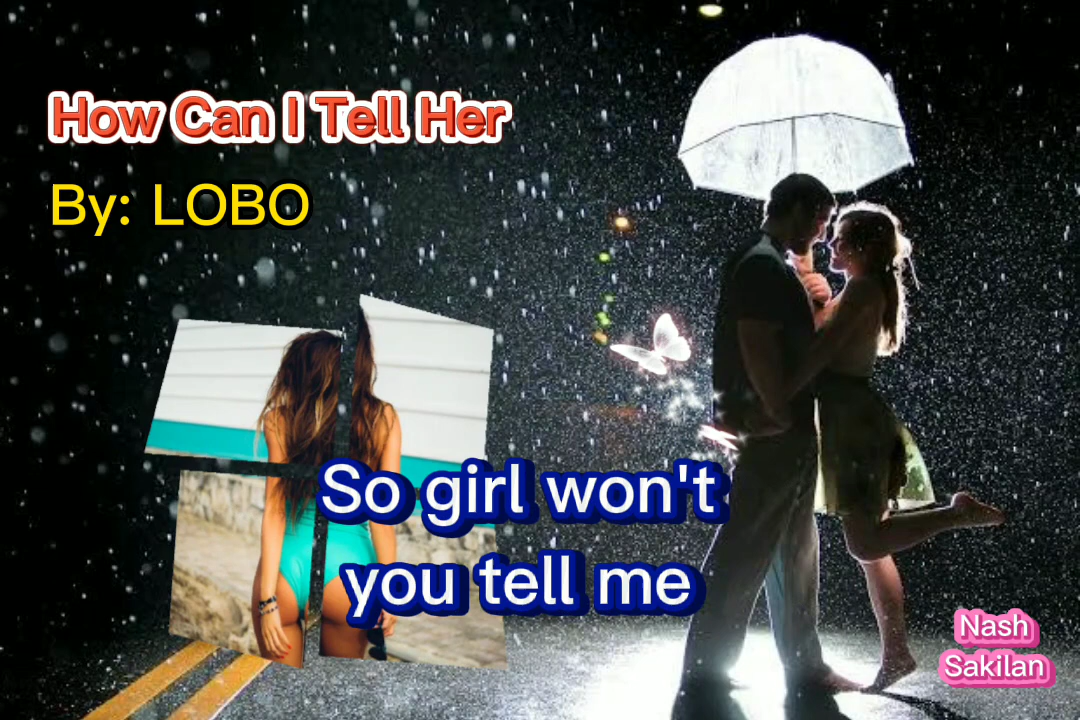 How Can I Tell Her
By: LOBO
So girl won't
you tell me
Nash
Sakilan